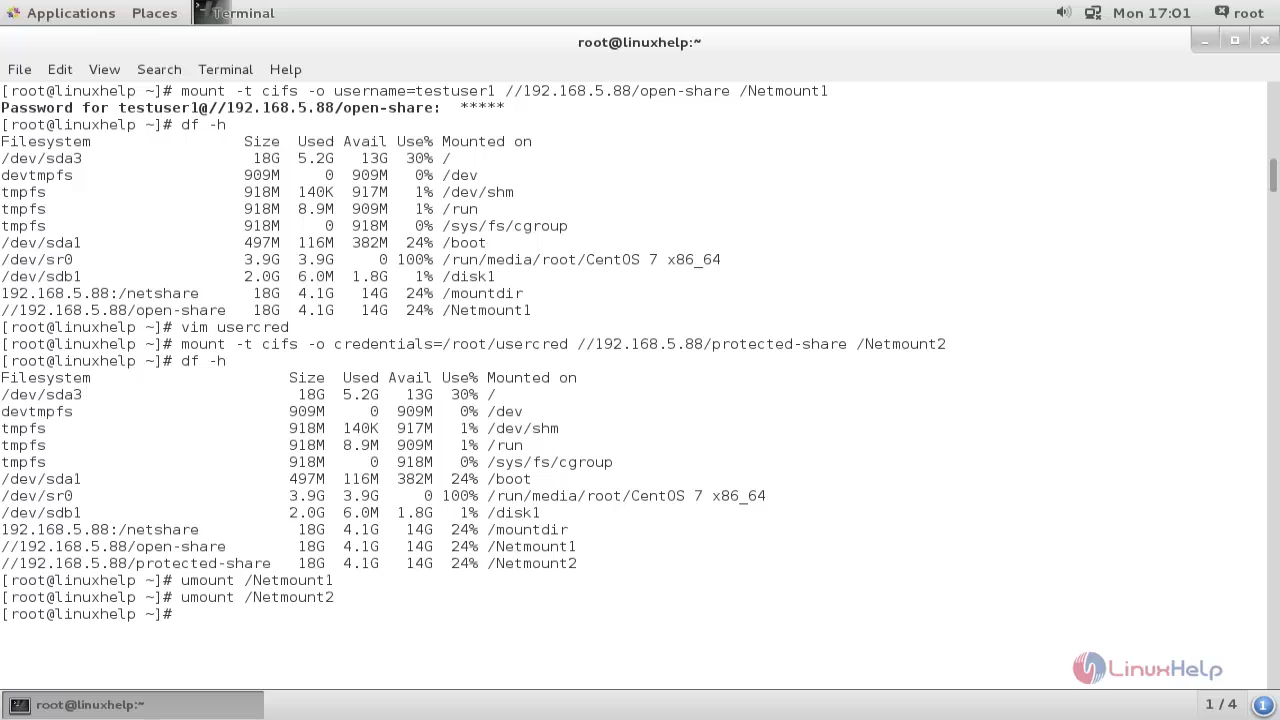 Applications Places Terminal Mon 17:01 root
root@linuxhelp:~
File Edit View Search Terminal Help
[root@linuxhelp ~]# mount -t cifs -o username=testuser1 //192.168.5.88/open-share /Netmount1
Password for testuser1@//192.168.5.88/open-share:  *****
[root@linuxhelp ~]# df -h
Filesystem                 Size  Used Avail Use% Mounted on
/dev/sda3                   18G  5.2G   13G  30% /
devtmpfs                   909M     0  909M   0% /dev
tmpfs                      918M  140K  917M   1% /dev/shm
tmpfs                      918M  8.9M  909M   1% /run
tmpfs                      918M     0  918M   0% /sys/fs/cgroup
/dev/sda1                  497M  116M  382M  24% /boot
/dev/sr0                   3.9G  3.9G     0 100% /run/media/root/CentOS 7 x86_64
/dev/sdb1                  2.0G  6.0M  1.8G   1% /disk1
192.168.5.88:/netshare      18G  4.1G   14G  24% /mountdir
//192.168.5.88/open-share   18G  4.1G   14G  24% /Netmount1
[root@linuxhelp ~]# vim usercred
[root@linuxhelp ~]# mount -t cifs -o credentials=/root/usercred //192.168.5.88/protected-share /Netmount2
[root@linuxhelp ~]# df -h
Filesystem                      Size  Used Avail Use% Mounted on
/dev/sda3                        18G  5.2G   13G  30% /
devtmpfs                        909M     0  909M   0% /dev
tmpfs                           918M  140K  917M   1% /dev/shm
tmpfs                           918M  8.9M  909M   1% /run
tmpfs                           918M     0  918M   0% /sys/fs/cgroup
/dev/sda1                       497M  116M  382M  24% /boot
/dev/sr0                        3.9G  3.9G     0 100% /run/media/root/CentOS 7 x86_64
/dev/sdb1                       2.0G  6.0M  1.8G   1% /disk1
192.168.5.88:/netshare           18G  4.1G   14G  24% /mountdir
//192.168.5.88/open-share        18G  4.1G   14G  24% /Netmount1
//192.168.5.88/protected-share   18G  4.1G   14G  24% /Netmount2
[root@linuxhelp ~]# umount /Netmount1
[root@linuxhelp ~]# umount /Netmount2
[root@linuxhelp ~]#
LinuxHelp
root@linuxhelp:~ 1 / 4 1